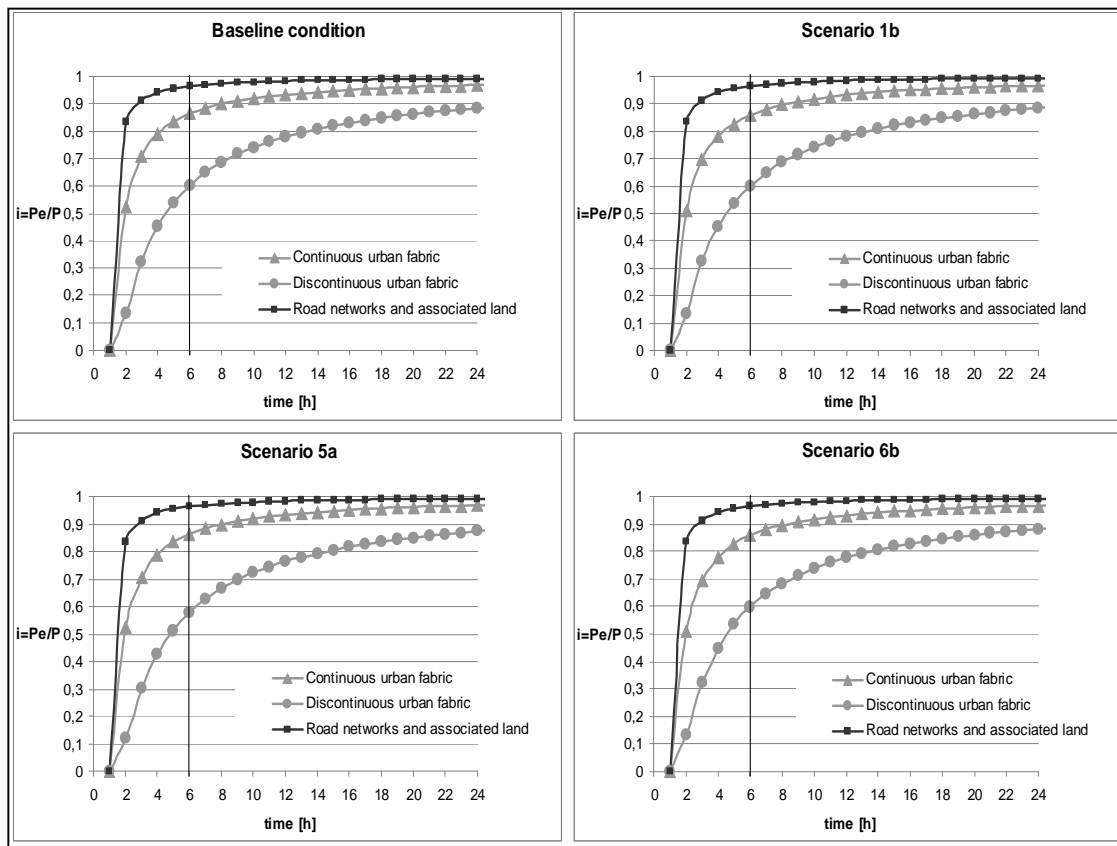 Baseline condition
1
0,9
0,8
0,7
0,6
i=Pe/P 0,5
0,4
0,3
0,2
0,1
0
Continuous urban fabric
Discontinuous urban fabric
Road networks and associated land
0 2 4 6 8 10 12 14 16 18 20 22 24
time [h]
Scenario 1b
1
0,9
0,8
0,7
0,6
i=Pe/P 0,5
0,4
0,3
0,2
0,1
0
Continuous urban fabric
Discontinuous urban fabric
Road networks and associated land
0 2 4 6 8 10 12 14 16 18 20 22 24
time [h]
Scenario 5a
1
0,9
0,8
0,7
0,6
i=Pe/P 0,5
0,4
0,3
0,2
0,1
0
Continuous urban fabric
Discontinuous urban fabric
Road networks and associated land
0 2 4 6 8 10 12 14 16 18 20 22 24
time [h]
Scenario 6b
1
0,9
0,8
0,7
0,6
i=Pe/P 0,5
0,4
0,3
0,2
0,1
0
Continuous urban fabric
Discontinuous urban fabric
Road networks and associated land
0 2 4 6 8 10 12 14 16 18 20 22 24
time [h]